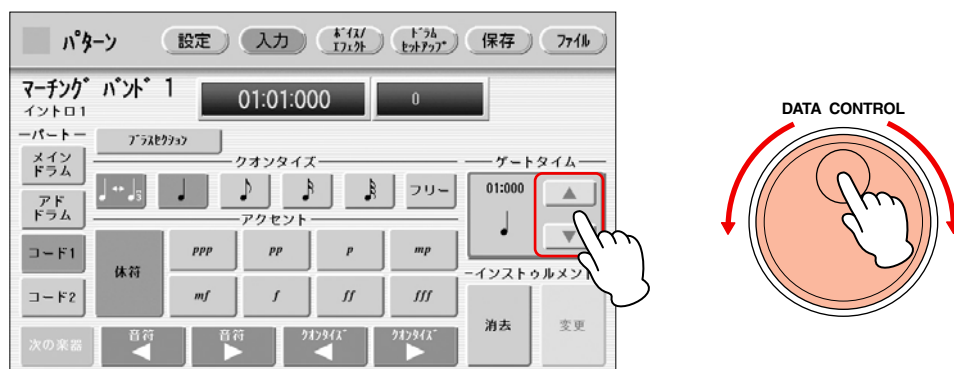 パターン
設定
入力
ボイス/
エフェクト
ドラム
セットアップ
保存
ファイル
マーチング バンド 1
イントロ1
01:01:000
0
パート
ブラスセクション
メイン
ドラム
アド
ドラム
コード1
コード2
次の楽器
クオンタイズ
3
フリー
アクセント
休符
ppp
pp
p
mp
mf
f
ff
fff
音符
音符
クオンタイズ
クオンタイズ
ゲートタイム
01:000
インストゥルメント
消去
変更
DATA CONTROL